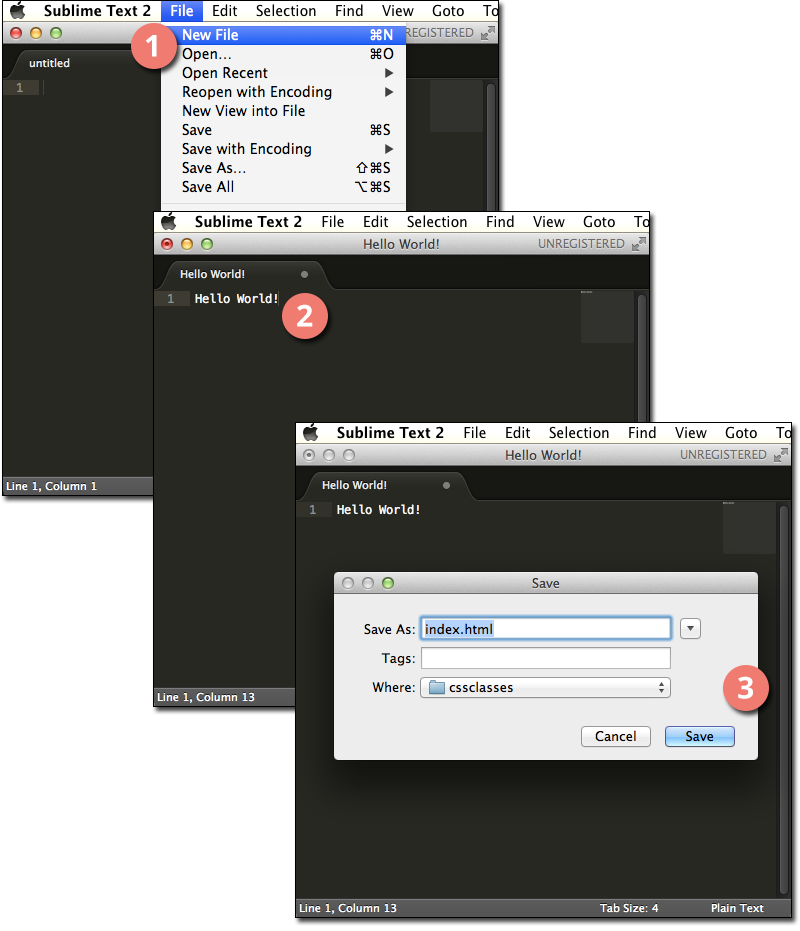 Sublime Text 2 File Edit Selection Find View Goto To
REGISTERED
untitled
1
1
New File ⌘N
Open... ⌘O
Open Recent ▶
Reopen with Encoding ▶
New View into File
Save ⌘S
Save with Encoding ▶
Save As... ⇧⌘S
Save All ⌥⌘S
Line 1, Column 1
Sublime Text 2 File Edit Selection Find View Goto To
Hello World! UNREGISTERED
Hello World!
1 Hello World!
2
Line 1, Column 13
Sublime Text 2 File Edit Selection Find View Goto To
Hello World! UNREGISTERED
Hello World!
1 Hello World!
Save
Save As: index.html
Tags:
Where: cssclasses
3
Cancel Save
Line 1, Column 13 Tab Size: 4 Plain Text